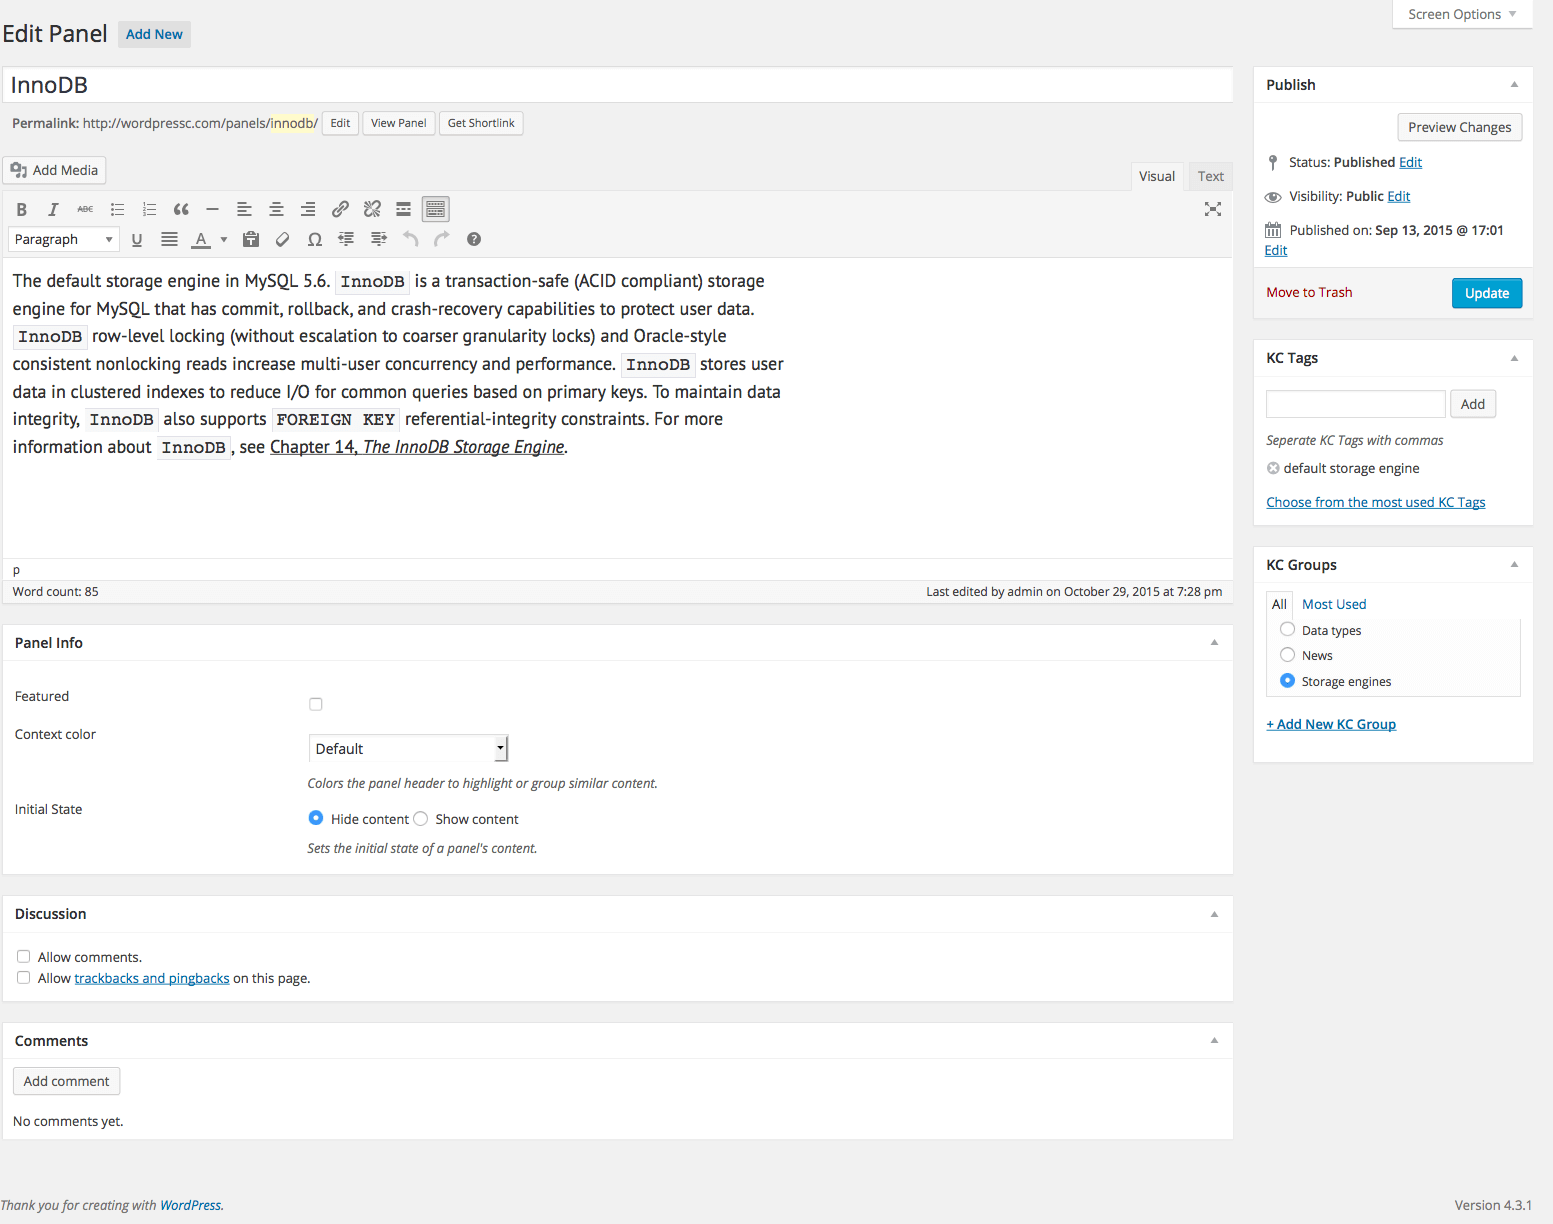 Screen Options
Edit Panel Add New
InnoDB
Permalink: http://wordpressc.com/panels/innodb/ Edit View Panel Get Shortlink
Add Media
Visual Text
B I ABC
Paragraph U A
The default storage engine in MySQL 5.6. InnoDB is a transaction-safe (ACID compliant) storage
engine for MySQL that has commit, rollback, and crash-recovery capabilities to protect user data.
InnoDB row-level locking (without escalation to coarser granularity locks) and Oracle-style
consistent nonlocking reads increase multi-user concurrency and performance. InnoDB stores user
data in clustered indexes to reduce I/O for common queries based on primary keys. To maintain data
integrity, InnoDB also supports FOREIGN KEY referential-integrity constraints. For more
information about InnoDB, see Chapter 14, The InnoDB Storage Engine.
p
Word count: 85
Last edited by admin on October 29, 2015 at 7:28 pm
Panel Info
Featured
Context color
Default
Colors the panel header to highlight or group similar content.
Initial State
Hide content Show content
Sets the initial state of a panel's content.
Discussion
Allow comments.
Allow trackbacks and pingbacks on this page.
Comments
Add comment
No comments yet.
Publish
Preview Changes
Status: Published Edit
Visibility: Public Edit
Published on: Sep 13, 2015 @ 17:01
Edit
Move to Trash Update
KC Tags
Add
Seperate KC Tags with commas
default storage engine
Choose from the most used KC Tags
KC Groups
All Most Used
Data types
News
Storage engines
+ Add New KC Group
Thank you for creating with WordPress.
Version 4.3.1